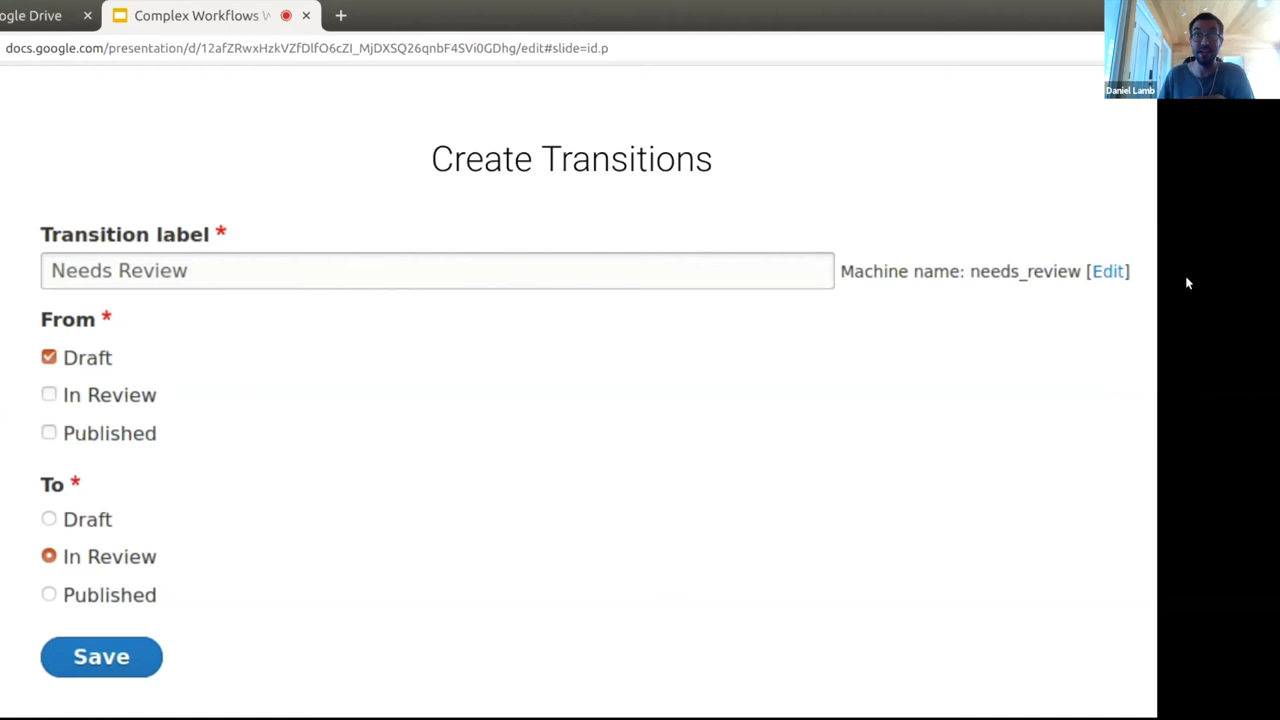 ogle Drive
Complex Workflows W
docs.google.com/presentation/d/12afZRwxHzkVZfDlfO6cZI_MjDXSQ26qnbF4SVi0GDhg/edit#slide=id.p
Daniel Lamb
Create Transitions
Transition label *
Needs Review
Machine name: needs_review [Edit]
From *
Draft
In Review
Published
To *
Draft
In Review
Published
Save